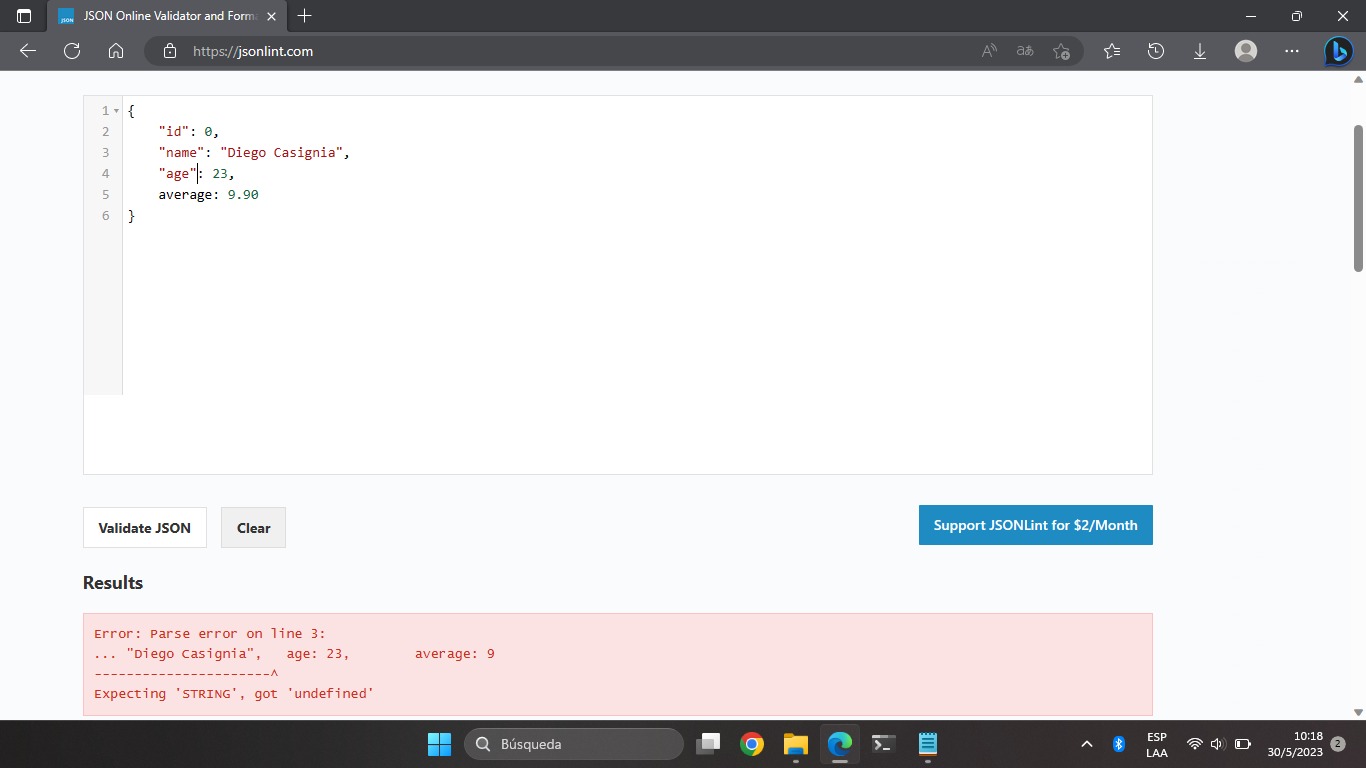 JSON Online Validator and Form
https://jsonlint.com
1 {
2 "id": 0,
3 "name": "Diego Casignia",
4 "age": 23,
5 average: 9.90
6 }
Validate JSON Clear Support JSONLint for $2/Month
Results
Error: Parse error on line 3:
... "Diego Casignia", age: 23, average: 9
----------------------^
Expecting 'STRING', got 'undefined'
Búsqueda
ESP
LAA
10:18
30/5/2023
2